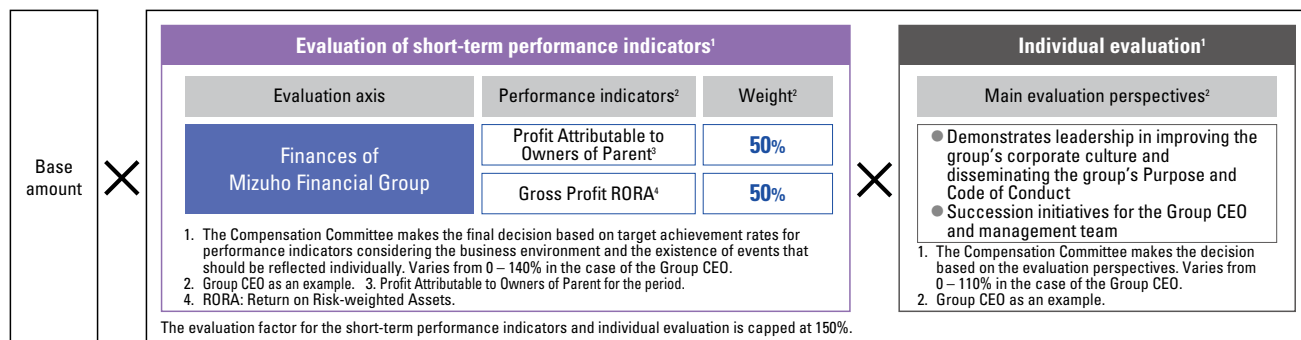 Base
amount
×
Evaluation of short-term performance indicators¹
Evaluation axis
Performance indicators²
Weight²
Finances of
Mizuho Financial Group
Profit Attributable to
Owners of Parent³
50%
Gross Profit RORA⁴
50%
1. The Compensation Committee makes the final decision based on target achievement rates for
performance indicators considering the business environment and the existence of events that
should be reflected individually. Varies from 0 – 140% in the case of the Group CEO.
2. Group CEO as an example. 3. Profit Attributable to Owners of Parent for the period.
4. RORA: Return on Risk-weighted Assets.
×
Individual evaluation¹
Main evaluation perspectives²
● Demonstrates leadership in improving the
group's corporate culture and
disseminating the group's Purpose and
Code of Conduct
● Succession initiatives for the Group CEO
and management team
1. The Compensation Committee makes the decision
based on the evaluation perspectives. Varies from
0 – 110% in the case of the Group CEO.
2. Group CEO as an example.
The evaluation factor for the short-term performance indicators and individual evaluation is capped at 150%.